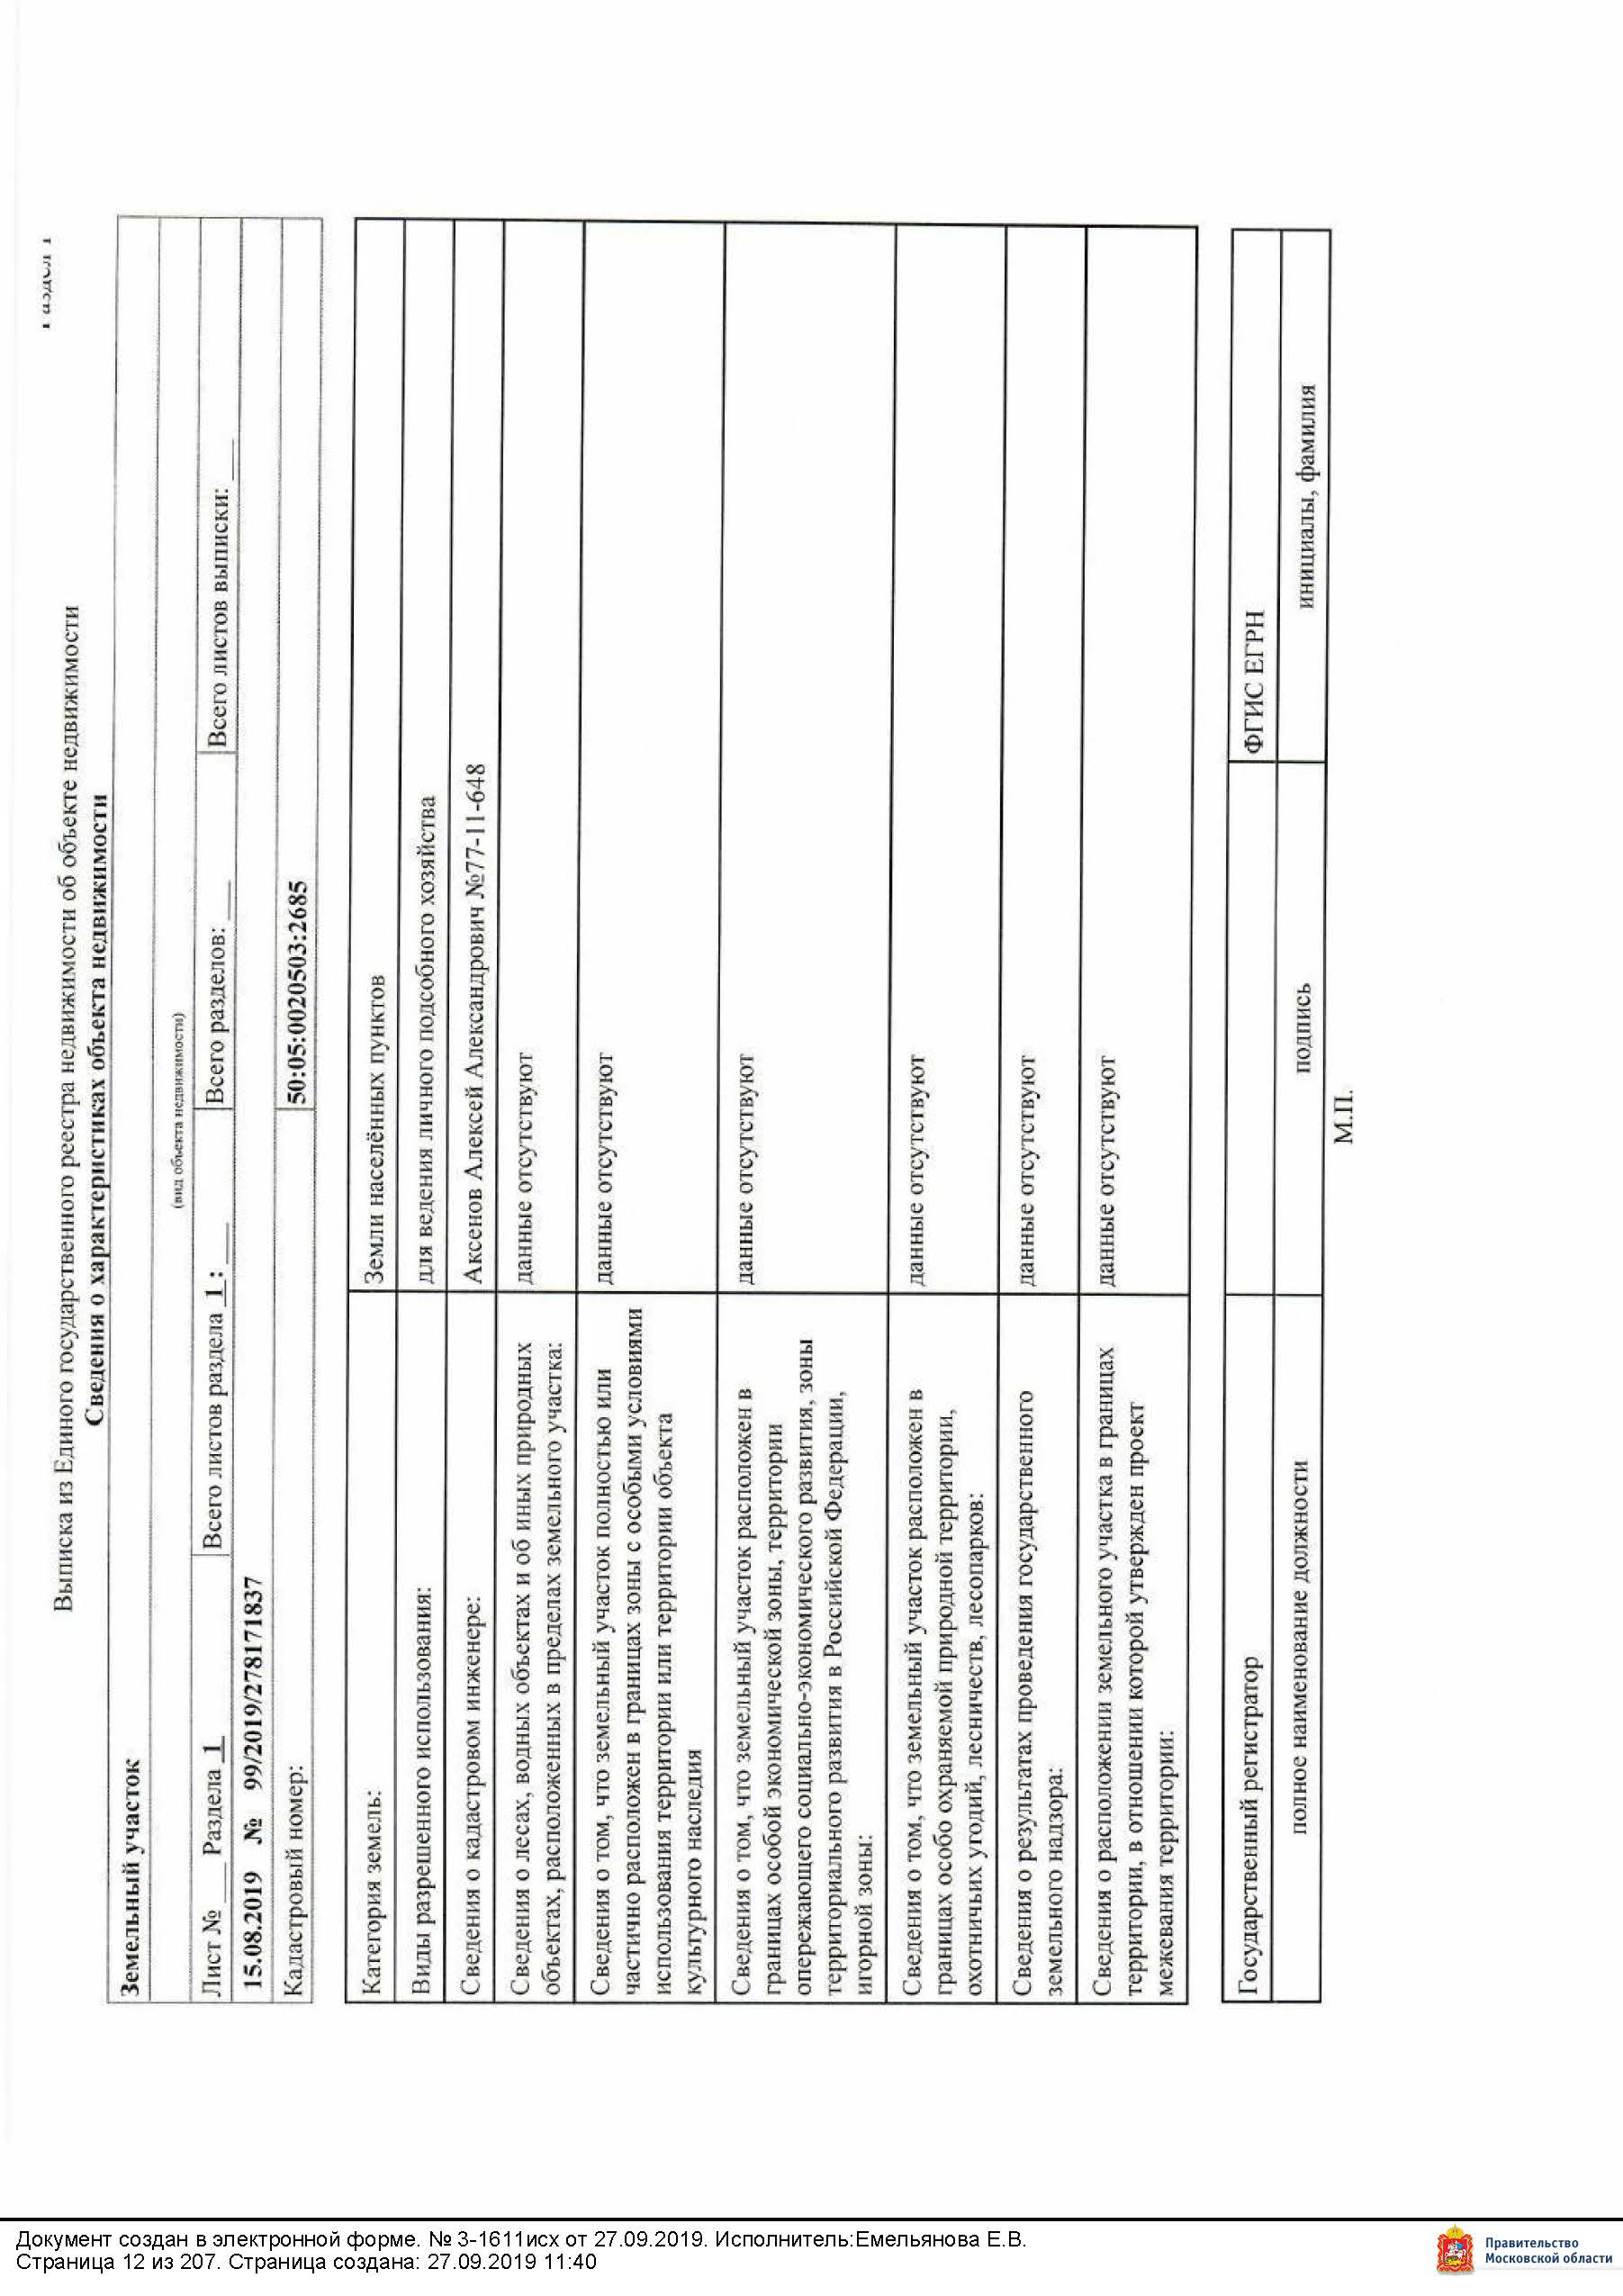 Раздел 1
Выписка из Единого государственного реестра недвижимости об объекте недвижимости
Сведения о характеристиках объекта недвижимости
Земельный участок
(вид объекта недвижимости)
Лист № ___ Раздела 1 Всего листов раздела 1 : ___ Всего разделов: ___ Всего листов выписки: ___
15.08.2019 № 99/2019/278171837
Кадастровый номер: 50:05:0020503:2685
Категория земель: Земли населённых пунктов
Виды разрешенного использования: для ведения личного подсобного хозяйства
Сведения о кадастровом инженере: Аксенов Алексей Александрович №77-11-648
Сведения о лесах, водных объектах и об иных природных данные отсутствуют
объектах, расположенных в пределах земельного участка:
Сведения о том, что земельный участок полностью или данные отсутствуют
частично расположен в границах зоны с особыми условиями
использования территории или территории объекта
культурного наследия
Сведения о том, что земельный участок расположен в данные отсутствуют
границах особой экономической зоны, территории
опережающего социально-экономического развития, зоны
территориального развития в Российской Федерации,
игорной зоны:
Сведения о том, что земельный участок расположен в данные отсутствуют
границах особо охраняемой природной территории,
охотничьих угодий, лесничеств, лесопарков:
Сведения о результатах проведения государственного данные отсутствуют
земельного надзора:
Сведения о расположении земельного участка в границах данные отсутствуют
территории, в отношении которой утвержден проект
межевания территории:
Государственный регистратор ФГИС ЕГРН
полное наименование должности подпись инициалы, фамилия
М.П.
Документ создан в электронной форме. № 3-1611исх от 27.09.2019. Исполнитель:Емельянова Е.В.
Страница 12 из 207. Страница создана: 27.09.2019 11:40
Правительство
Московской области